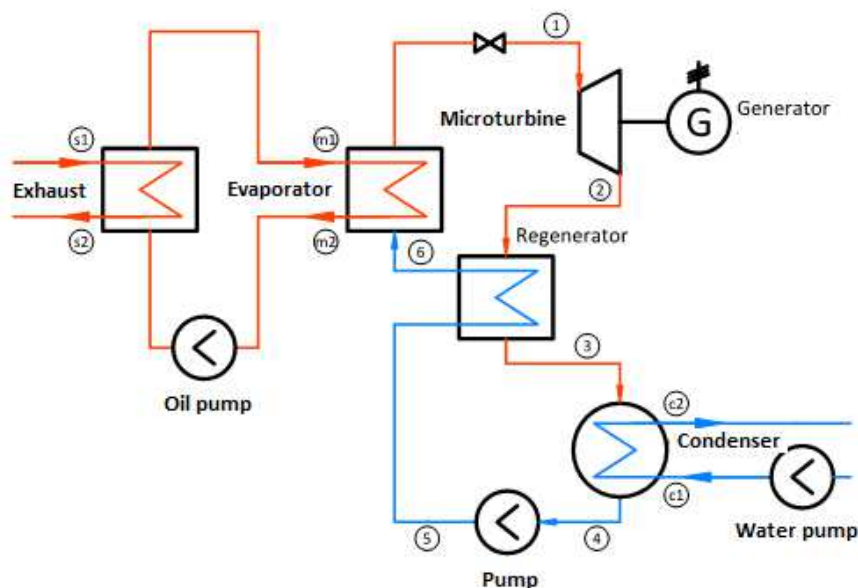 1
s1
m1
Microturbine
G
Generator
Exhaust
Evaporator
s2
m2
6
2
Regenerator
3
Oil pump
c2
Condenser
c1
5
4
Water pump
Pump